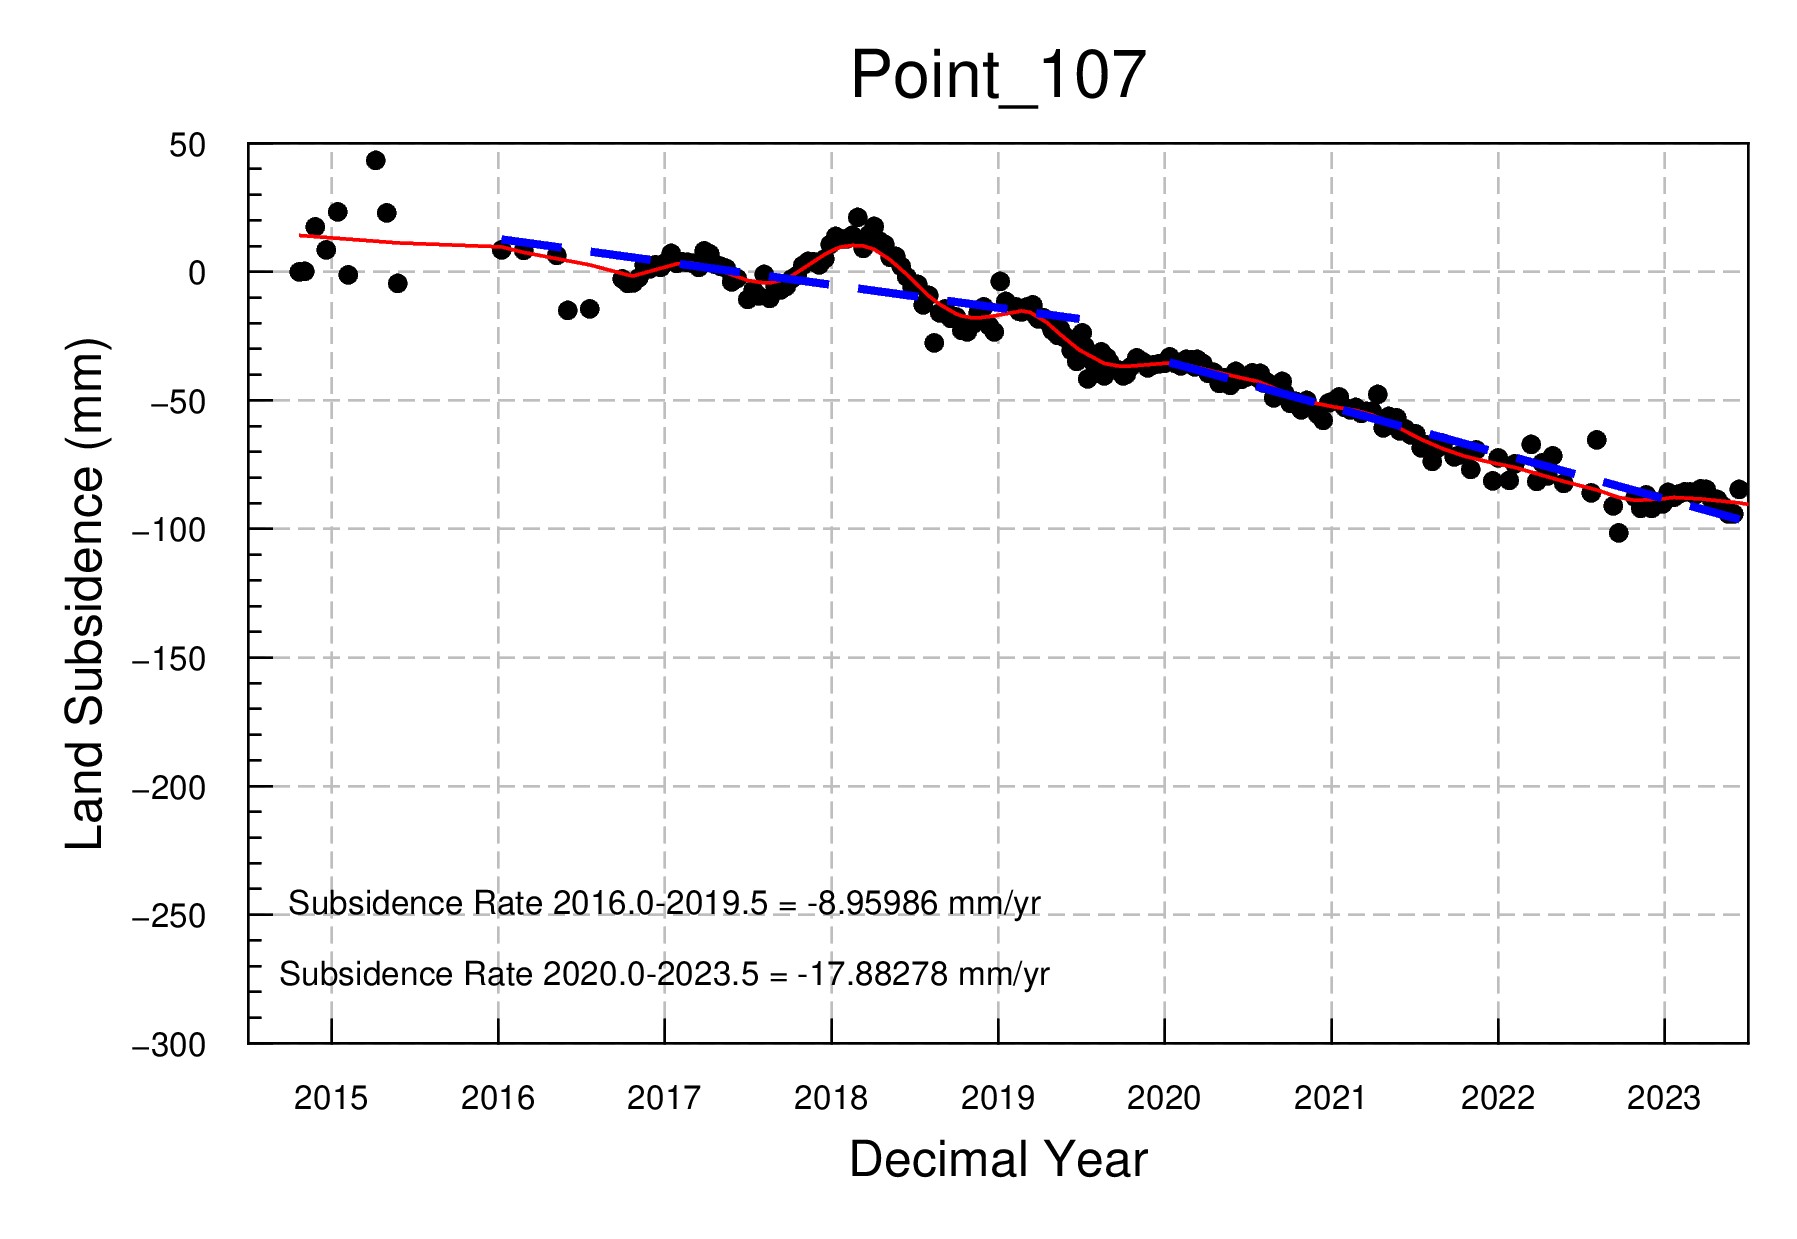 Point_107
50
0
−50
−100
−150
−200
−250
−300
Land Subsidence (mm)
Subsidence Rate 2016.0-2019.5 = -8.95986 mm/yr
Subsidence Rate 2020.0-2023.5 = -17.88278 mm/yr
2015 2016 2017 2018 2019 2020 2021 2022 2023
Decimal Year